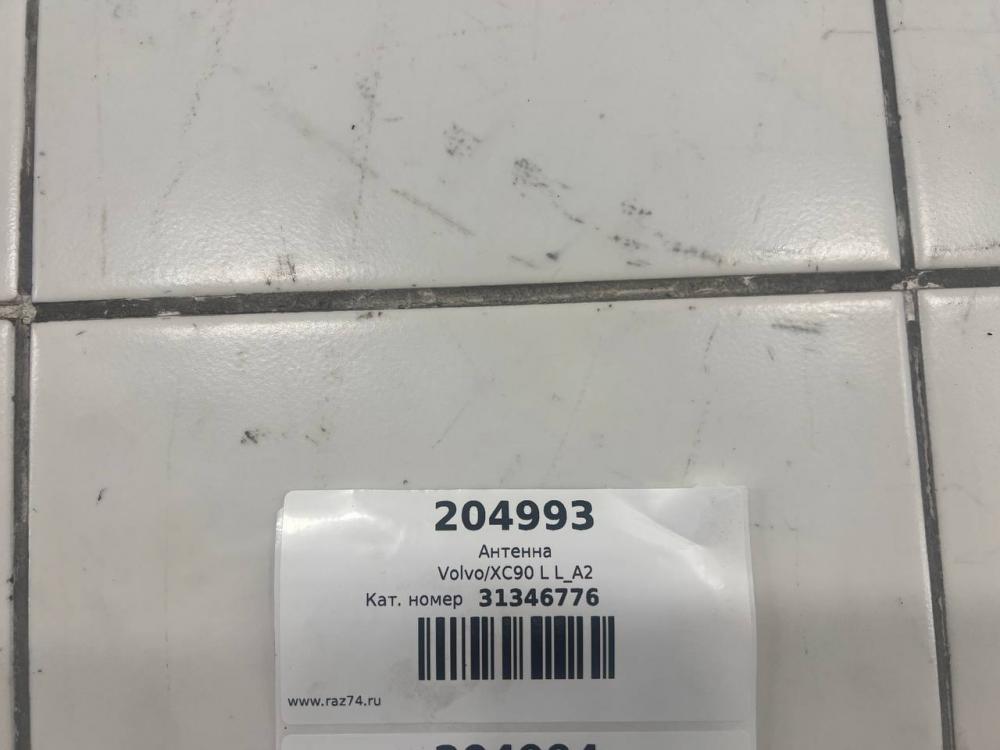 204993
Антенна
Volvo/XC90 L L_A2
Кат. номер 31346776
www.raz74.ru